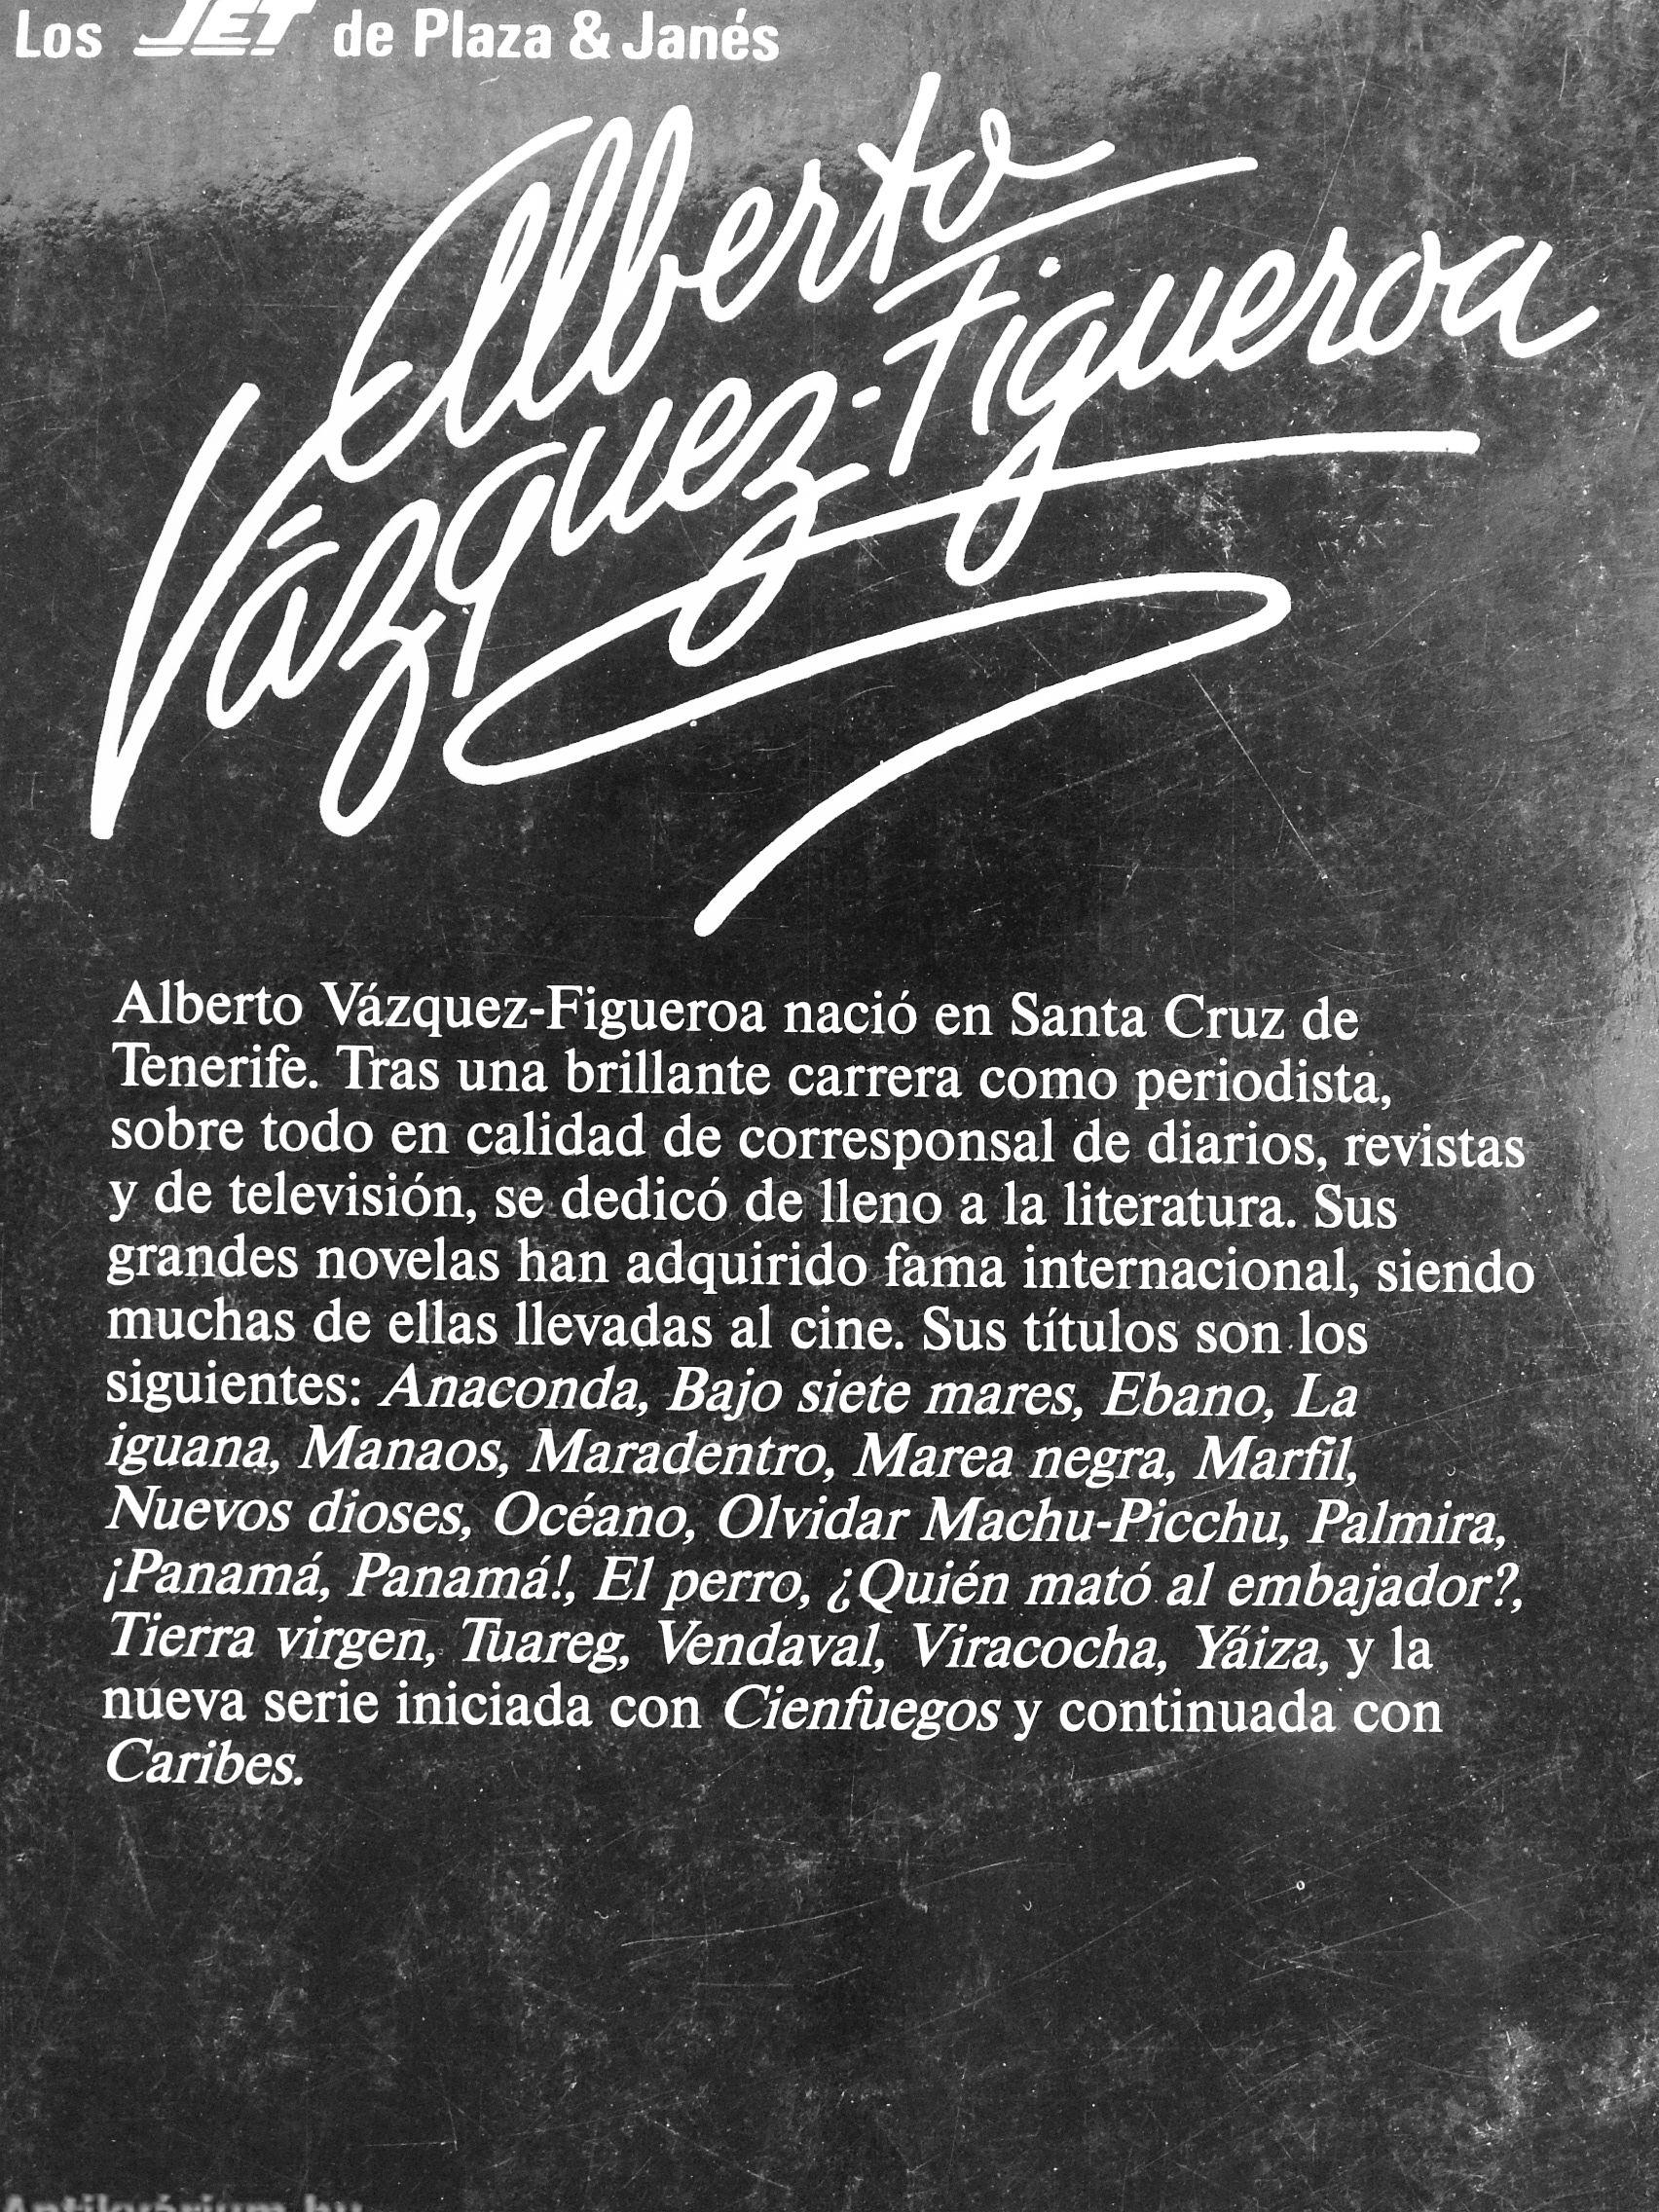 Los JET de Plaza & Janés
Alberto
Vázquez-Figueroa
Alberto Vázquez-Figueroa nació en Santa Cruz de
Tenerife. Tras una brillante carrera como periodista,
sobre todo en calidad de corresponsal de diarios, revistas
y de televisión, se dedicó de lleno a la literatura. Sus
grandes novelas han adquirido fama internacional, siendo
muchas de ellas llevadas al cine. Sus títulos son los
siguientes: Anaconda, Bajo siete mares, Ebano, La
iguana, Manaos, Maradentro, Marea negra, Marfil,
Nuevos dioses, Océano, Olvidar Machu-Picchu, Palmira,
¡Panamá, Panamá!, El perro, ¿Quién mató al embajador?,
Tierra virgen, Tuareg, Vendaval, Viracocha, Yáiza, y la
nueva serie iniciada con Cienfuegos y continuada con
Caribes.
Antikvárium.hu